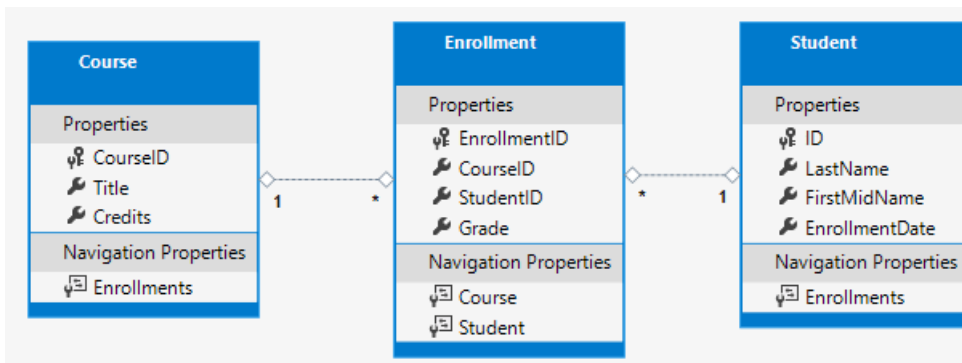 Course
Properties
CourseID
Title
Credits
Navigation Properties
Enrollments
1
*
Enrollment
Properties
EnrollmentID
CourseID
StudentID
Grade
Navigation Properties
Course
Student
*
1
Student
Properties
ID
LastName
FirstMidName
EnrollmentDate
Navigation Properties
Enrollments